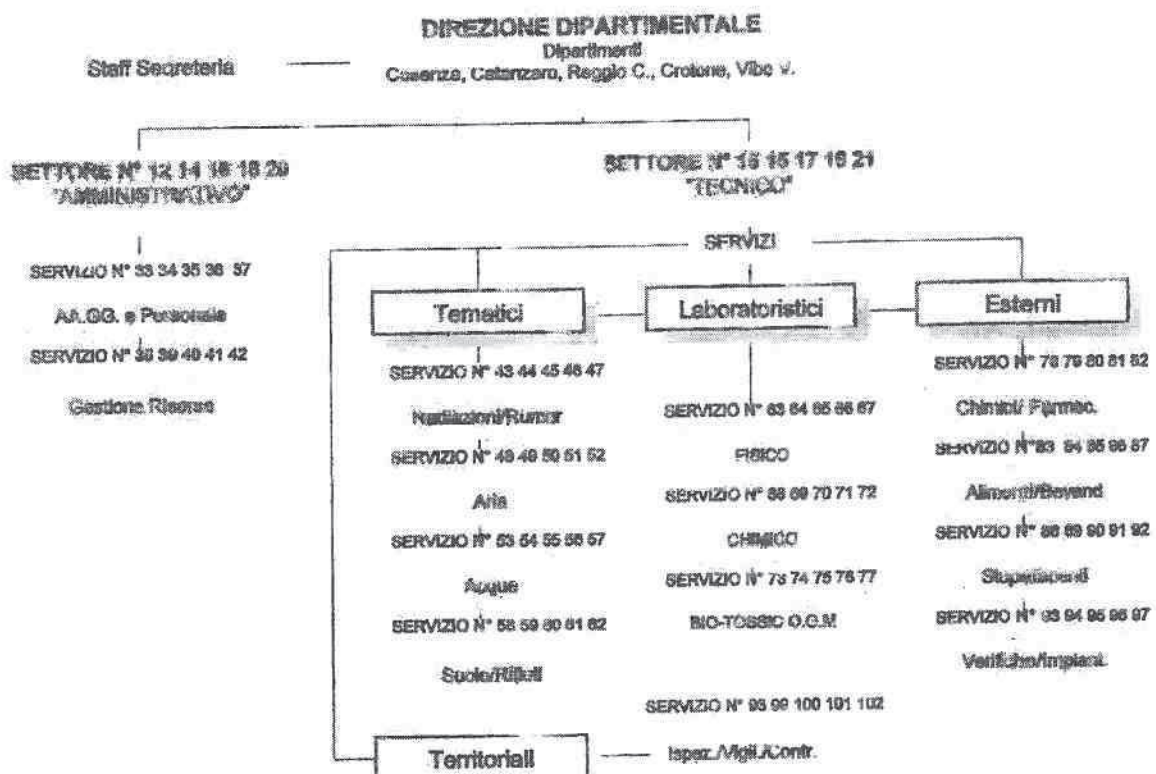 DIREZIONE DIPARTIMENTALE
Dipartimenti
Cosenza, Catanzaro, Reggio C., Crotone, Vibo V.
Staff Segreteria
SETTORE N° 12 14 16 18 20
"AMMINISTRATIVO"
SERVIZIO N° 33 34 35 36 37
AA.GG. e Personale
SERVIZIO N° 38 39 40 41 42
Gestione Risorse
SETTORE N° 15 17 21
"TECNICO"
SERVIZI
Tematici
SERVIZIO N° 43 44 45 46 47
Radiazioni/Rumor
SERVIZIO N° 48 49 50 51 52
Aria
SERVIZIO N° 53 54 55 56 57
Acque
SERVIZIO N° 58 59 60 61 62
Suolo/Rifiuti
Laboratoristici
SERVIZIO N° 63 64 65 66 67
FISICO
SERVIZIO N° 68 69 70 71 72
CHIMICO
SERVIZIO N° 73 74 75 76 77
BIO-TOSSIC O.G.M
Esterni
SERVIZIO N° 78 79 80 81 82
Chimici/ Farmac.
SERVIZIO N° 83 84 85 86 87
Alimenti/Bevand
SERVIZIO N° 88 89 90 91 92
Stupefacenti
SERVIZIO N° 93 94 95 96 97
Verifiche/Impiant.
SERVIZIO N° 99 100 101 102
Territoriali
Ispez./Vigil./Contr.